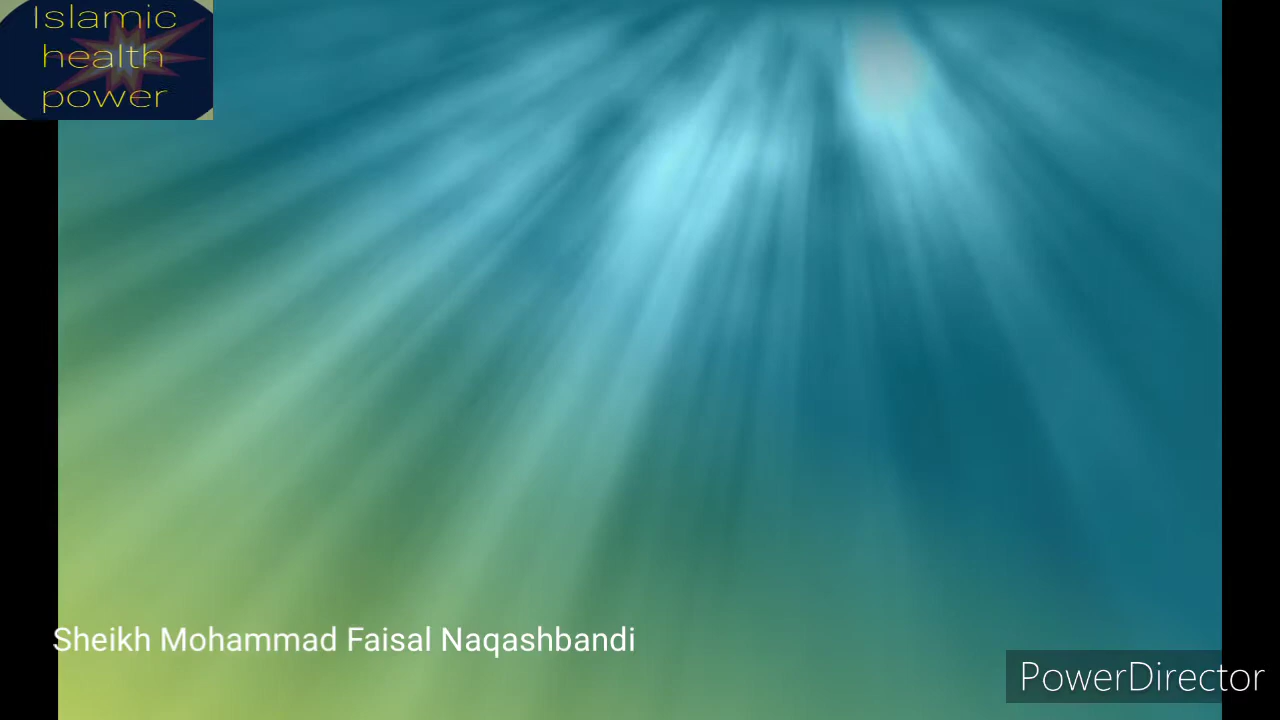 Islamic
health
power
Sheikh Mohammad Faisal Naqashbandi
PowerDirector